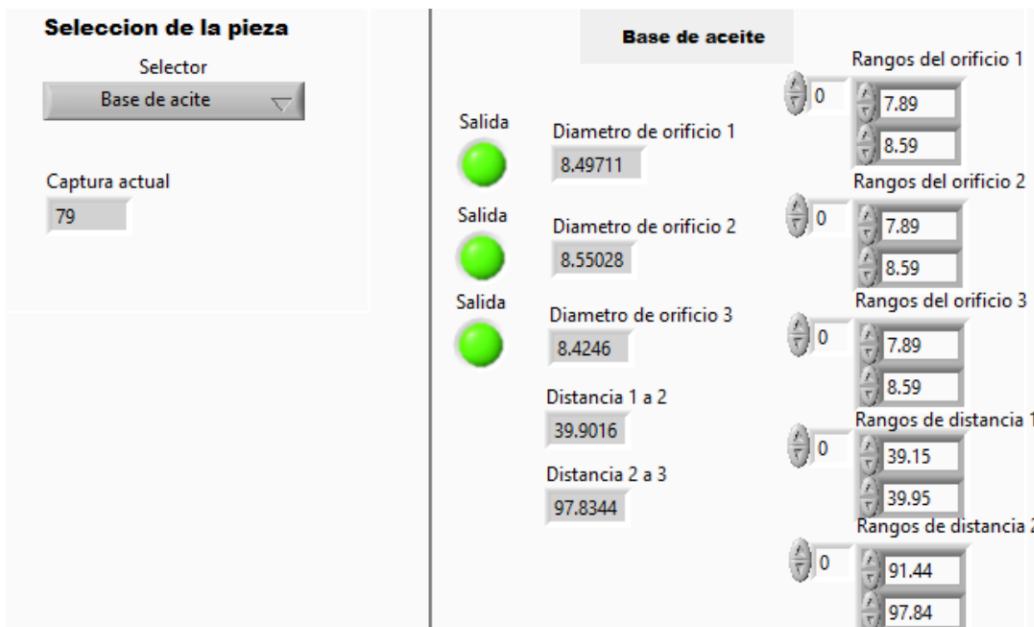 Seleccion de la pieza
Selector
Base de acite
Captura actual
79
Base de aceite
Salida
Diametro de orificio 1
8.49711
Salida
Diametro de orificio 2
8.55028
Salida
Diametro de orificio 3
8.4246
Distancia 1 a 2
39.9016
Distancia 2 a 3
97.8344
Rangos del orificio 1
0
7.89
8.59
Rangos del orificio 2
0
7.89
8.59
Rangos del orificio 3
0
7.89
8.59
Rangos de distancia 1
0
39.15
39.95
Rangos de distancia 2
0
91.44
97.84